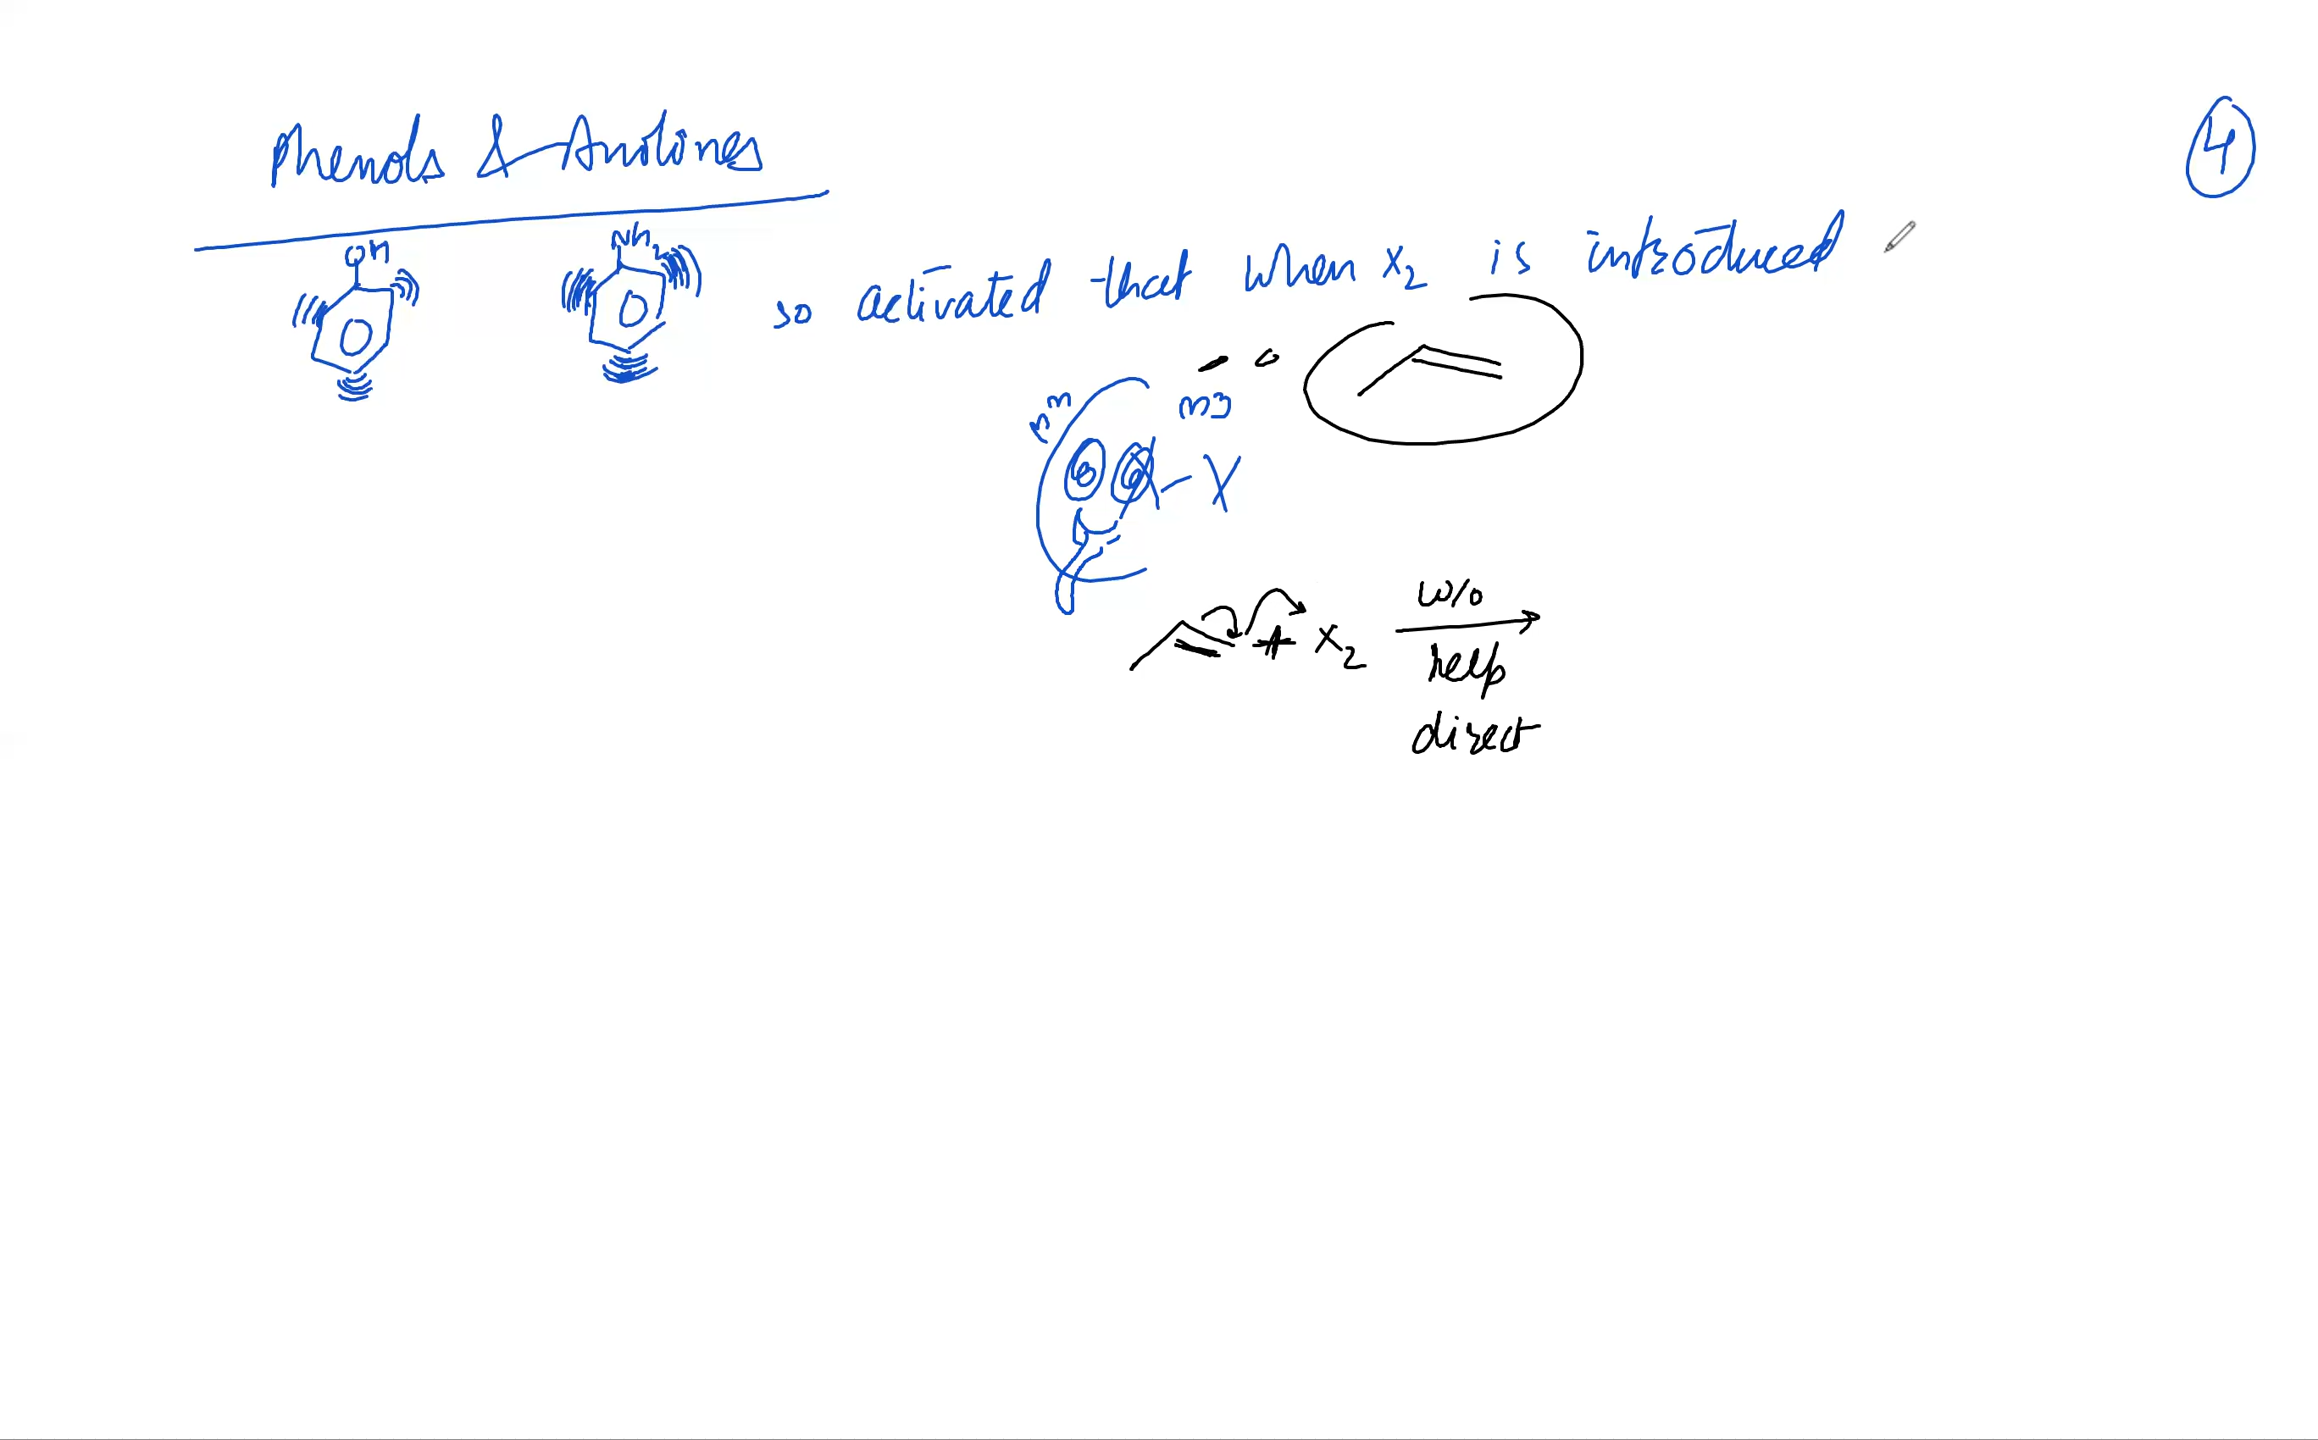 Phenols & Anilines
4
OH
NH2
so activated that when X2 is introduced
X-X
+ X2
w/o
help
direct